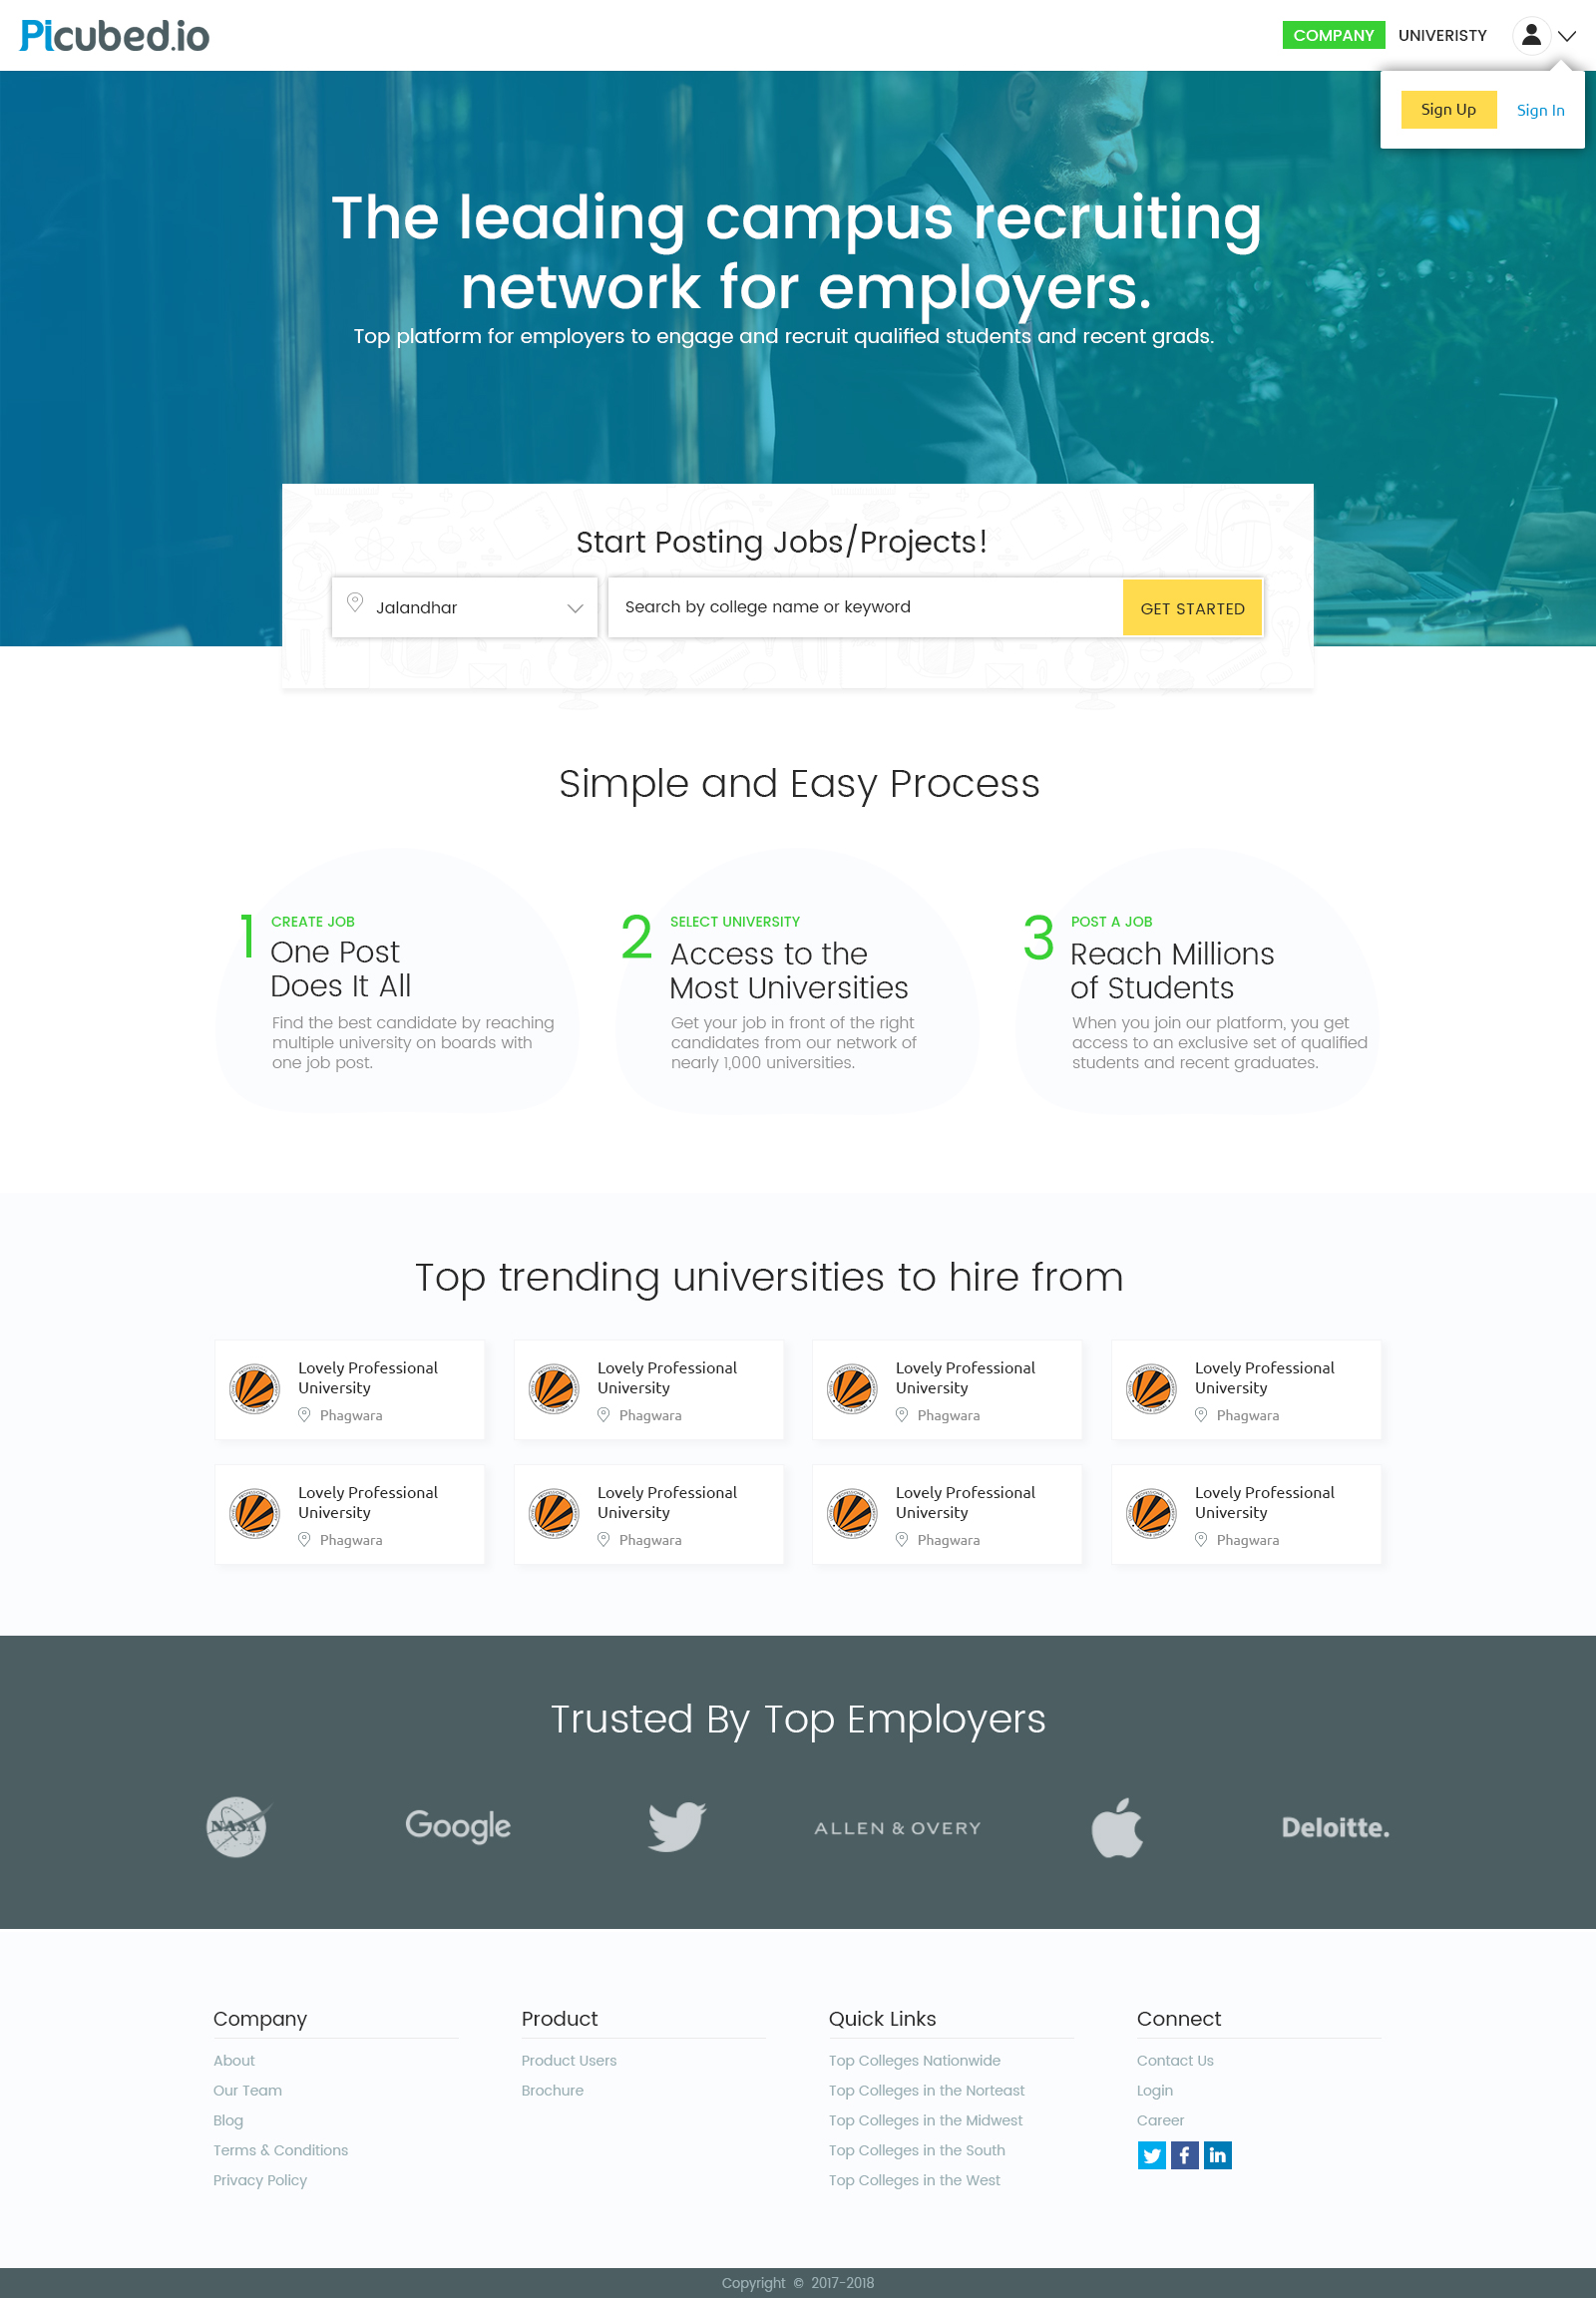 Picubed.io
COMPANY UNIVERISTY
Sign Up Sign In
The leading campus recruiting
network for employers.
Top platform for employers to engage and recruit qualified students and recent grads.
Start Posting Jobs/Projects!
Jalandhar
Search by college name or keyword
GET STARTED
Simple and Easy Process
1
CREATE JOB
One Post
Does It All
Find the best candidate by reaching
multiple university on boards with
one job post.
2
SELECT UNIVERSITY
Access to the
Most Universities
Get your job in front of the right
candidates from our network of
nearly 1,000 universities.
3
POST A JOB
Reach Millions
of Students
When you join our platform, you get
access to an exclusive set of qualified
students and recent graduates.
Top trending universities to hire from
Lovely Professional
University
Phagwara
Lovely Professional
University
Phagwara
Lovely Professional
University
Phagwara
Lovely Professional
University
Phagwara
Lovely Professional
University
Phagwara
Lovely Professional
University
Phagwara
Lovely Professional
University
Phagwara
Lovely Professional
University
Phagwara
Trusted By Top Employers
NASA
Google
ALLEN & OVERY
Deloitte.
Company
About
Our Team
Blog
Terms & Conditions
Privacy Policy
Product
Product Users
Brochure
Quick Links
Top Colleges Nationwide
Top Colleges in the Norteast
Top Colleges in the Midwest
Top Colleges in the South
Top Colleges in the West
Connect
Contact Us
Login
Career
Copyright © 2017-2018